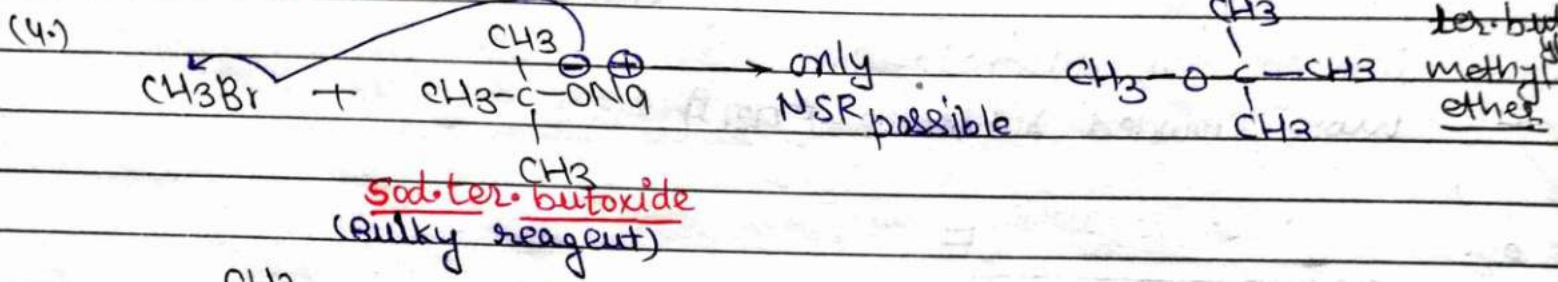 (4.)
CH3Br + CH3-C-ONa → only NSR possible CH3-O-C-CH3
CH3
⊖ ⊕
CH3
CH3
CH3
methyl
ether
Sod. ter. butoxide
(Bulky reagent)